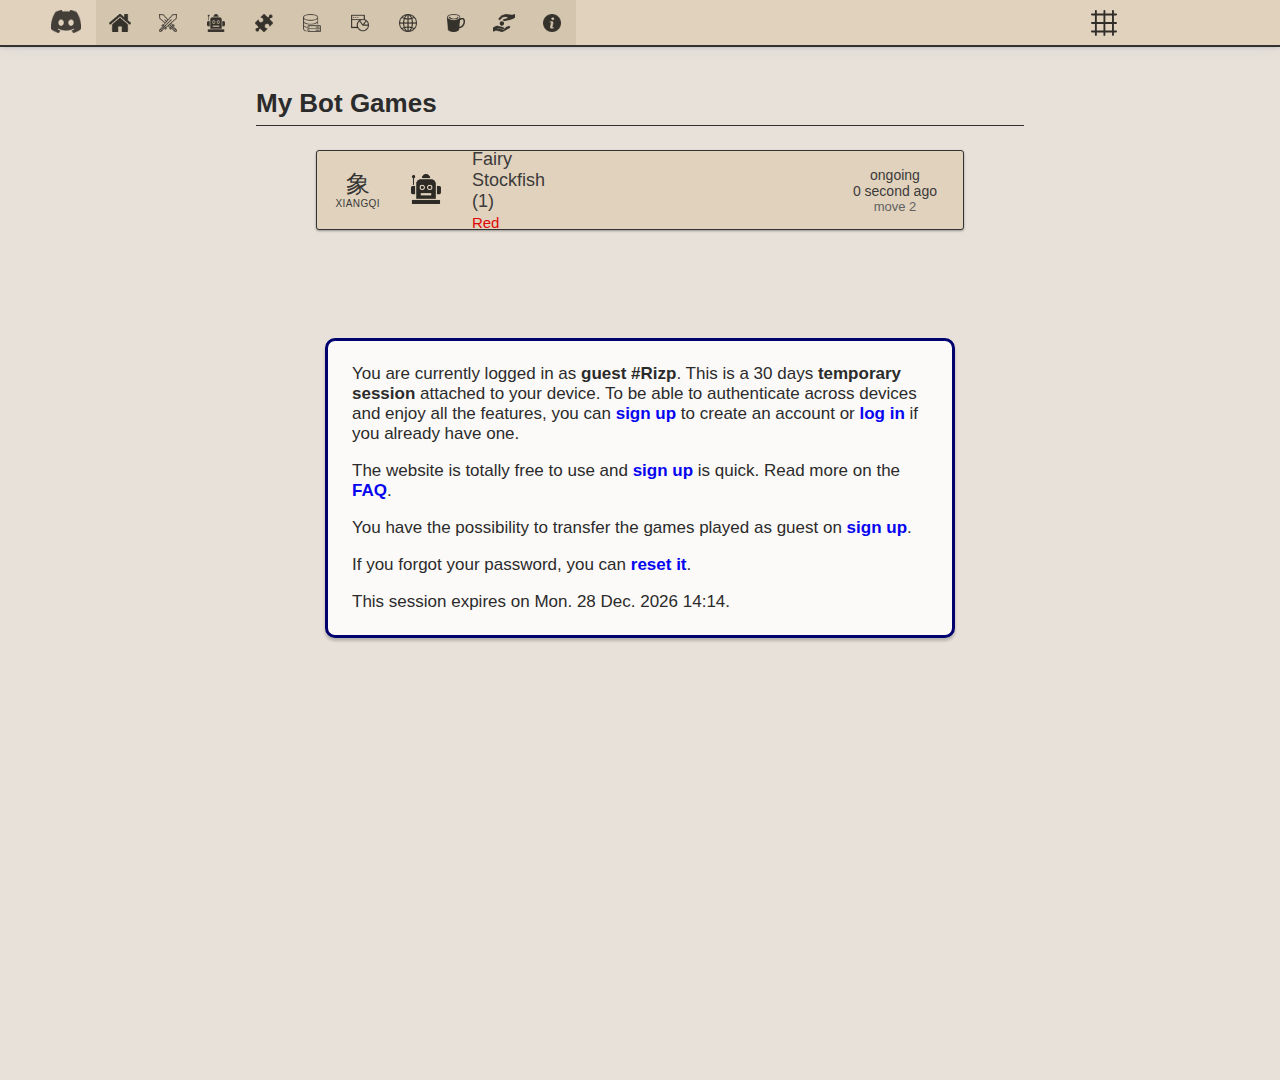 My Bot Games
象
XIANGQI
Fairy
Stockfish
(1)
Red
ongoing
0 second ago
move 2
You are currently logged in as guest #Rizp. This is a 30 days temporary
session attached to your device. To be able to authenticate across devices
and enjoy all the features, you can sign up to create an account or log in if
you already have one.
The website is totally free to use and sign up is quick. Read more on the
FAQ.
You have the possibility to transfer the games played as guest on sign up.
If you forgot your password, you can reset it.
This session expires on Mon. 28 Dec. 2026 14:14.